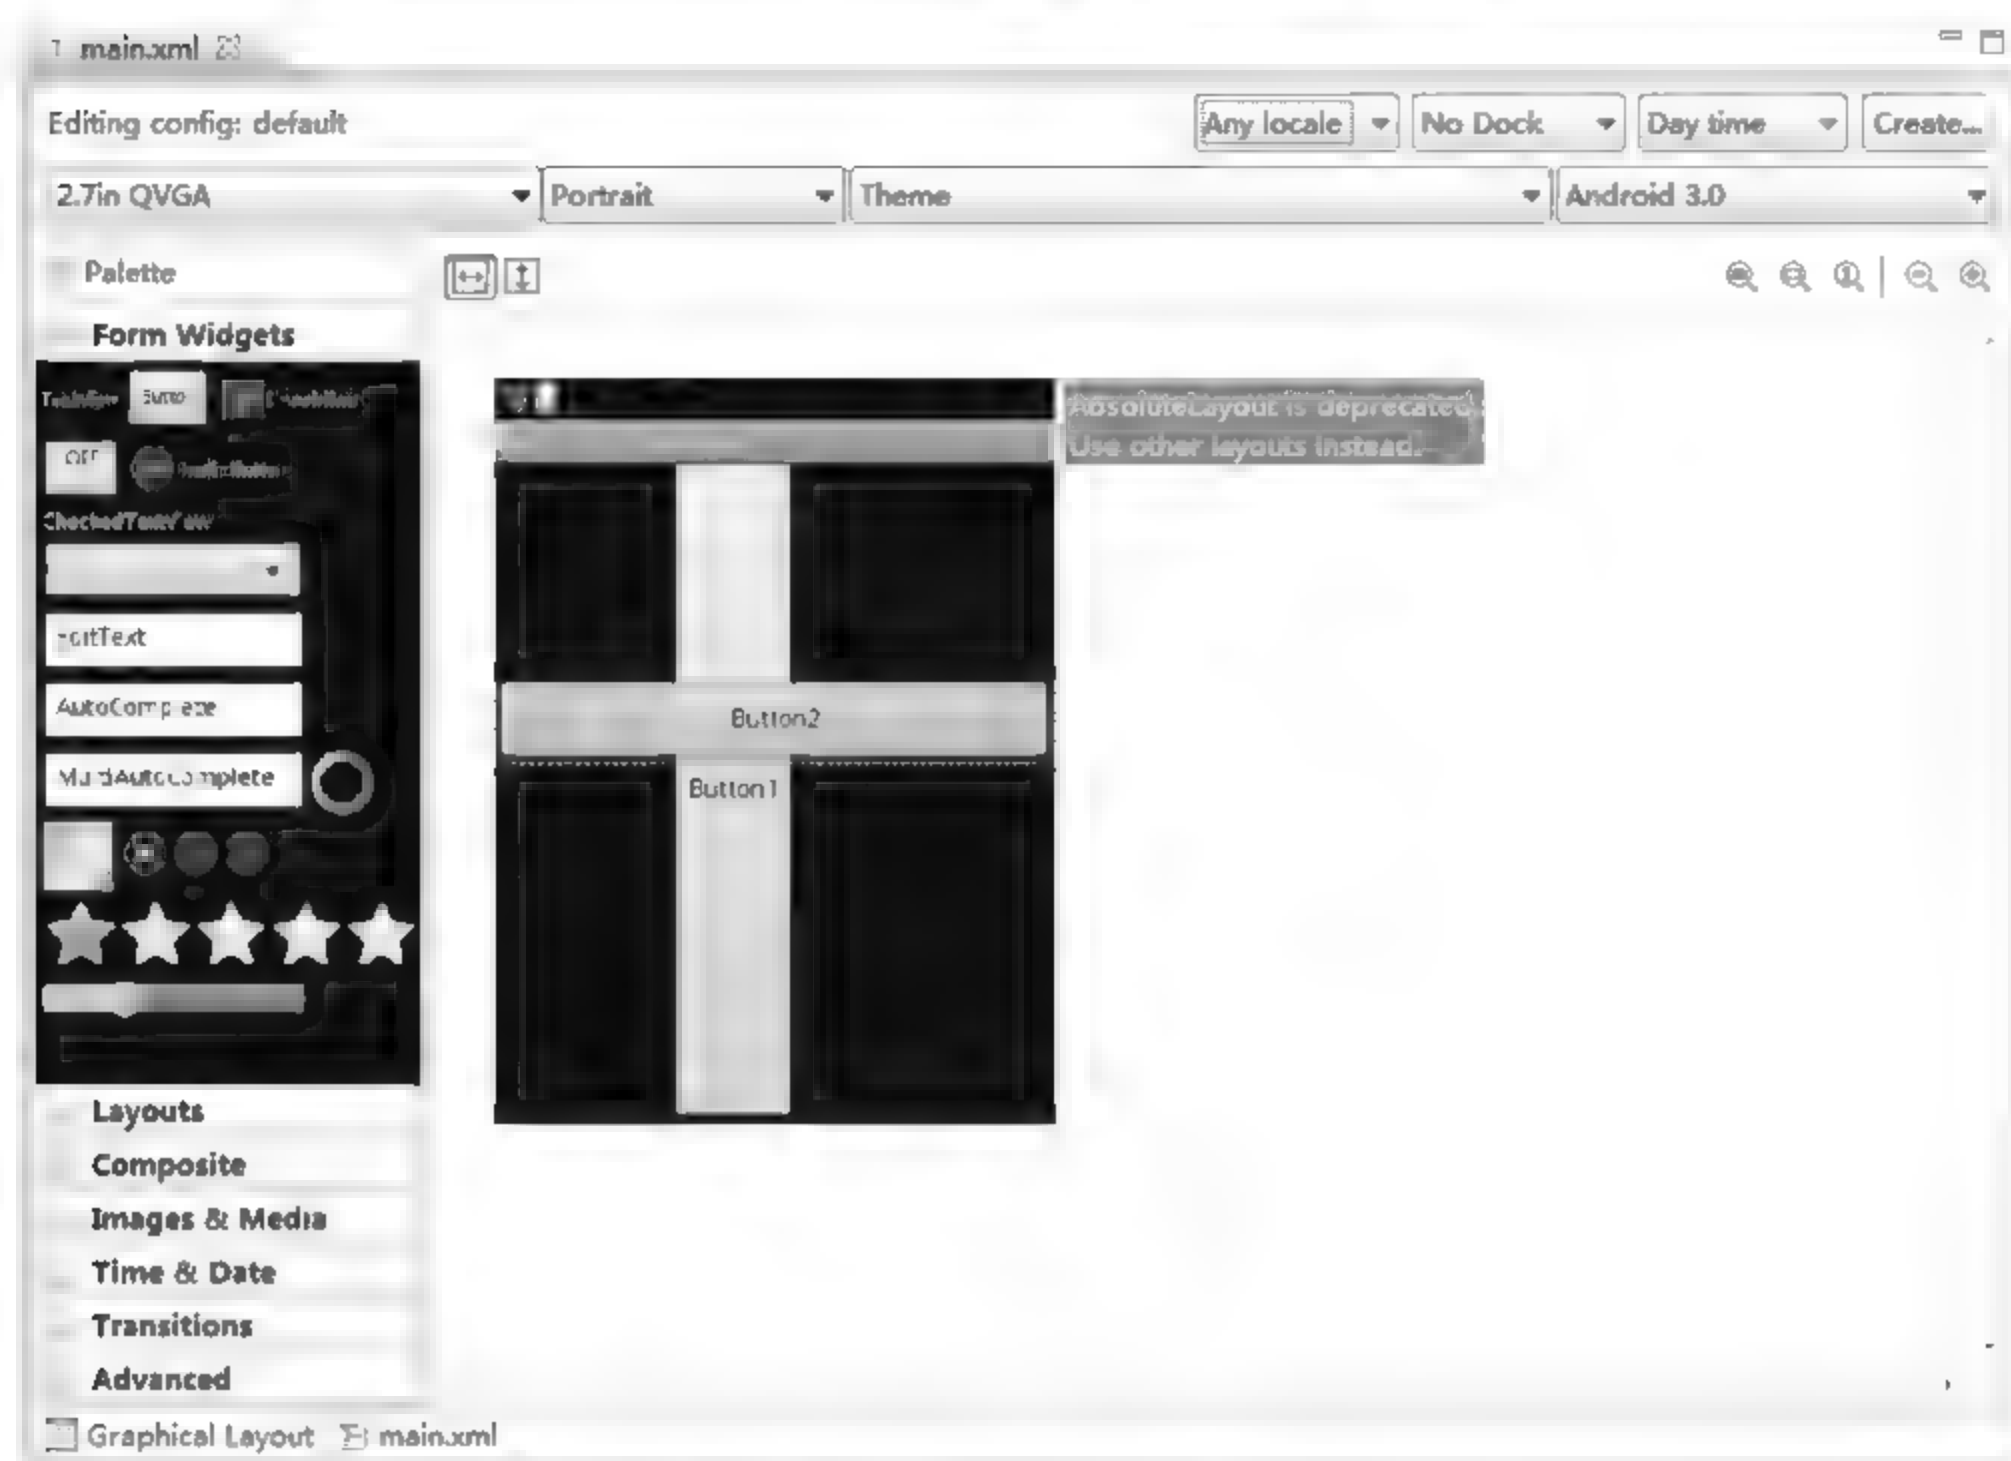 main.xml
Editing config: default
Any locale
No Dock
Day time
Create...
2.7in QVGA
Portrait
Theme
Android 3.0
Palette
Form Widgets
OFF
CheckedTextView
AutoComplete
MultiAutoComplete
AbsoluteLayout is deprecated.
Use other layouts instead.
Button2
Button1
Layouts
Composite
Images & Media
Time & Date
Transitions
Advanced
Graphical Layout
main.xml